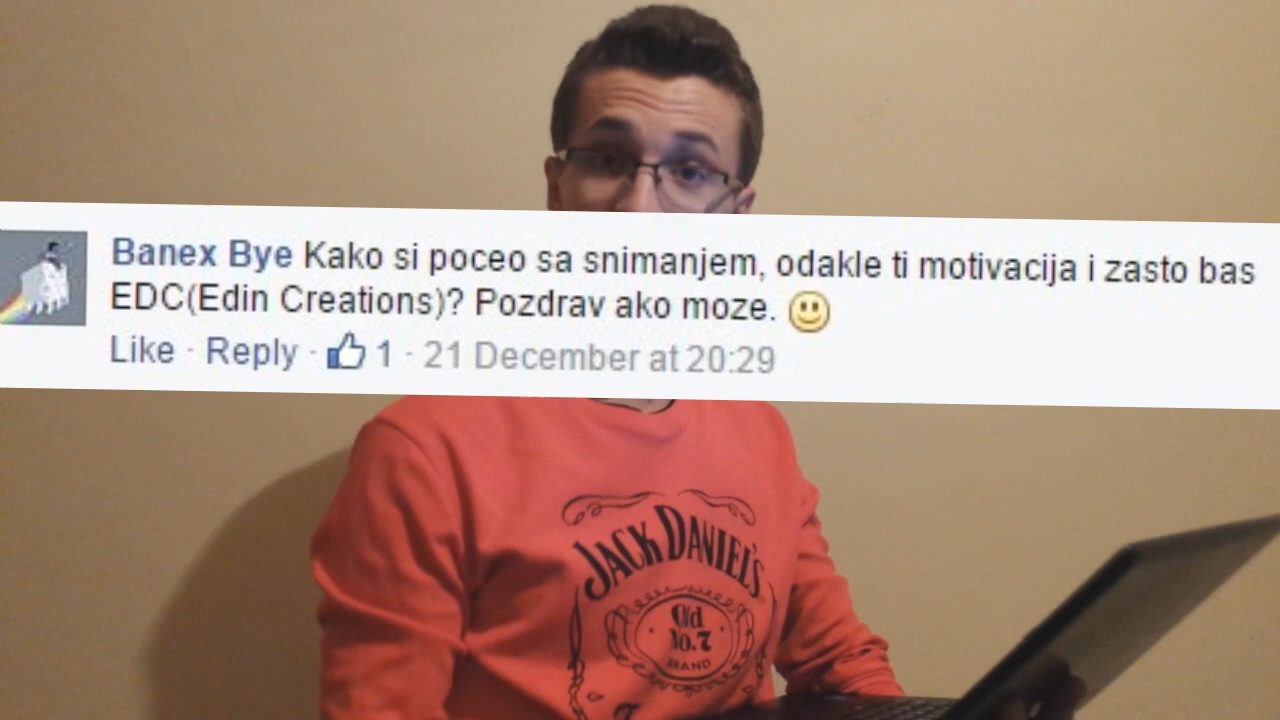 Banex Bye Kako si poceo sa snimanjem, odakle ti motivacija i zasto bas
EDC(Edin Creations)? Pozdrav ako moze.
Like · Reply · 1 · 21 December at 20:29
JACK DANIEL'S
Old
No.7
BRAND